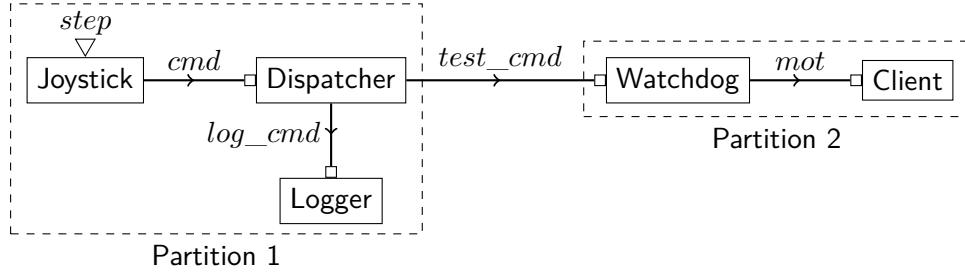 step
Joystick
cmd
Dispatcher
test_cmd
Watchdog
mot
Client
log_cmd
Logger
Partition 1
Partition 2